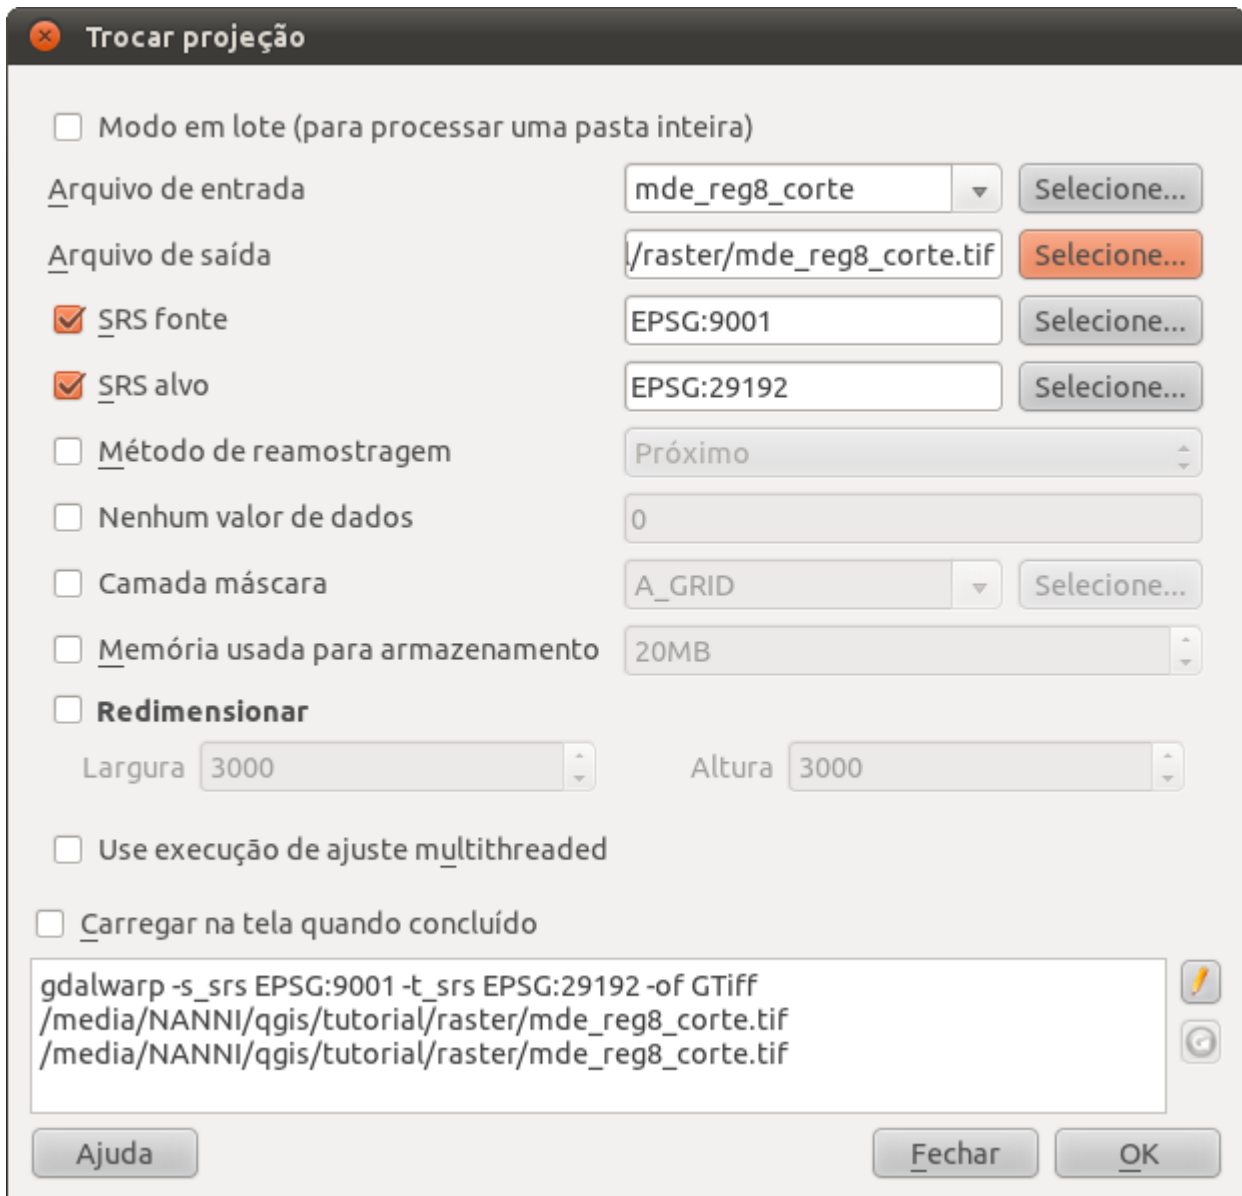 Trocar projeção
Modo em lote (para processar uma pasta inteira)
Arquivo de entrada mde_reg8_corte Selecione...
Arquivo de saída /raster/mde_reg8_corte.tif Selecione...
SRS fonte EPSG:9001 Selecione...
SRS alvo EPSG:29192 Selecione...
Método de reamostragem Próximo
Nenhum valor de dados 0
Camada máscara A_GRID Selecione...
Memória usada para armazenamento 20MB
Redimensionar
Largura 3000 Altura 3000
Use execução de ajuste multithreaded
Carregar na tela quando concluído
gdalwarp -s_srs EPSG:9001 -t_srs EPSG:29192 -of GTiff
/media/NANNI/qgis/tutorial/raster/mde_reg8_corte.tif
/media/NANNI/qgis/tutorial/raster/mde_reg8_corte.tif
Ajuda Fechar OK